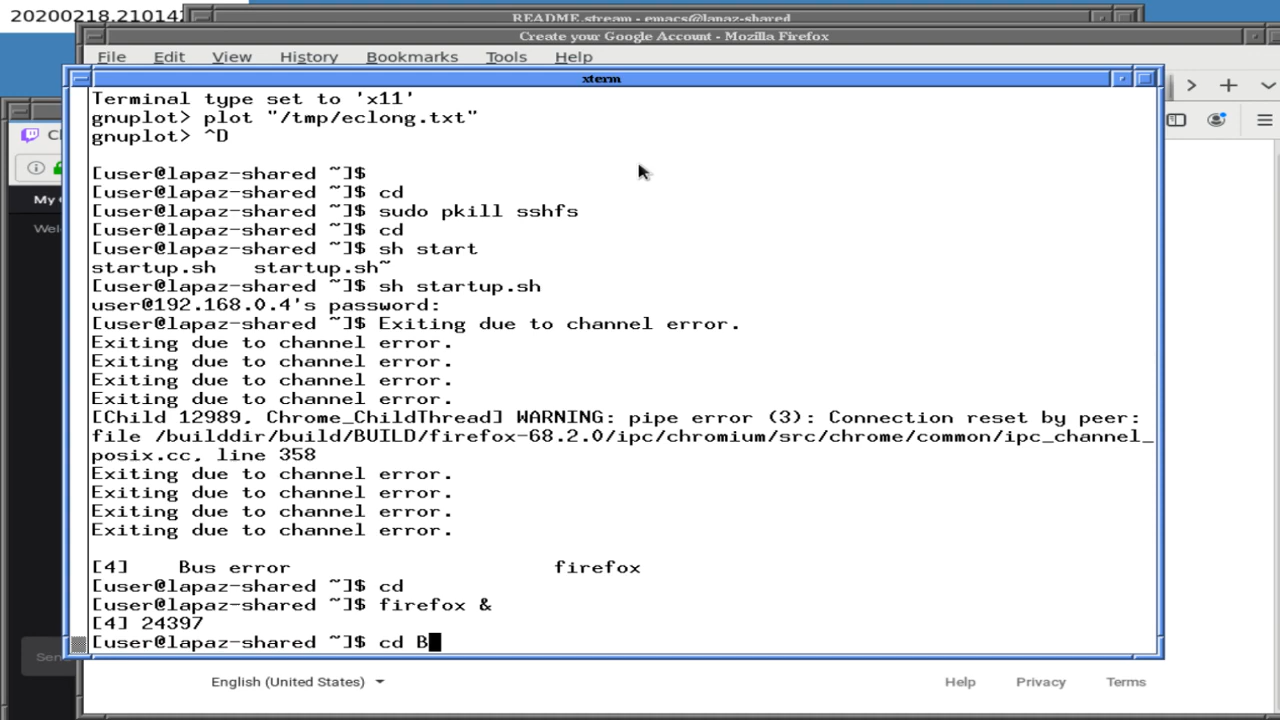 20200218.21014
README.stream - emacs@lapaz-shared
Create your Google Account - Mozilla Firefox
File Edit View History Bookmarks Tools Help
xterm
Terminal type set to 'x11'
gnuplot> plot "/tmp/eclong.txt"
gnuplot> ^D
[user@lapaz-shared ~]$
[user@lapaz-shared ~]$ cd
[user@lapaz-shared ~]$ sudo pkill sshfs
[user@lapaz-shared ~]$ cd
[user@lapaz-shared ~]$ sh start
startup.sh   startup.sh~
[user@lapaz-shared ~]$ sh startup.sh
user@192.168.0.4's password:
[user@lapaz-shared ~]$ Exiting due to channel error.
Exiting due to channel error.
Exiting due to channel error.
Exiting due to channel error.
Exiting due to channel error.
[Child 12989, Chrome_ChildThread] WARNING: pipe error (3): Connection reset by peer:
file /builddir/build/BUILD/firefox-68.2.0/ipc/chromium/src/chrome/common/ipc_channel_
posix.cc, line 358
Exiting due to channel error.
Exiting due to channel error.
Exiting due to channel error.
Exiting due to channel error.
[4]    Bus error                     firefox
[user@lapaz-shared ~]$ cd
[user@lapaz-shared ~]$ firefox &
[4] 24397
[user@lapaz-shared ~]$ cd B
My
Wel
Sen
English (United States)
Help Privacy Terms